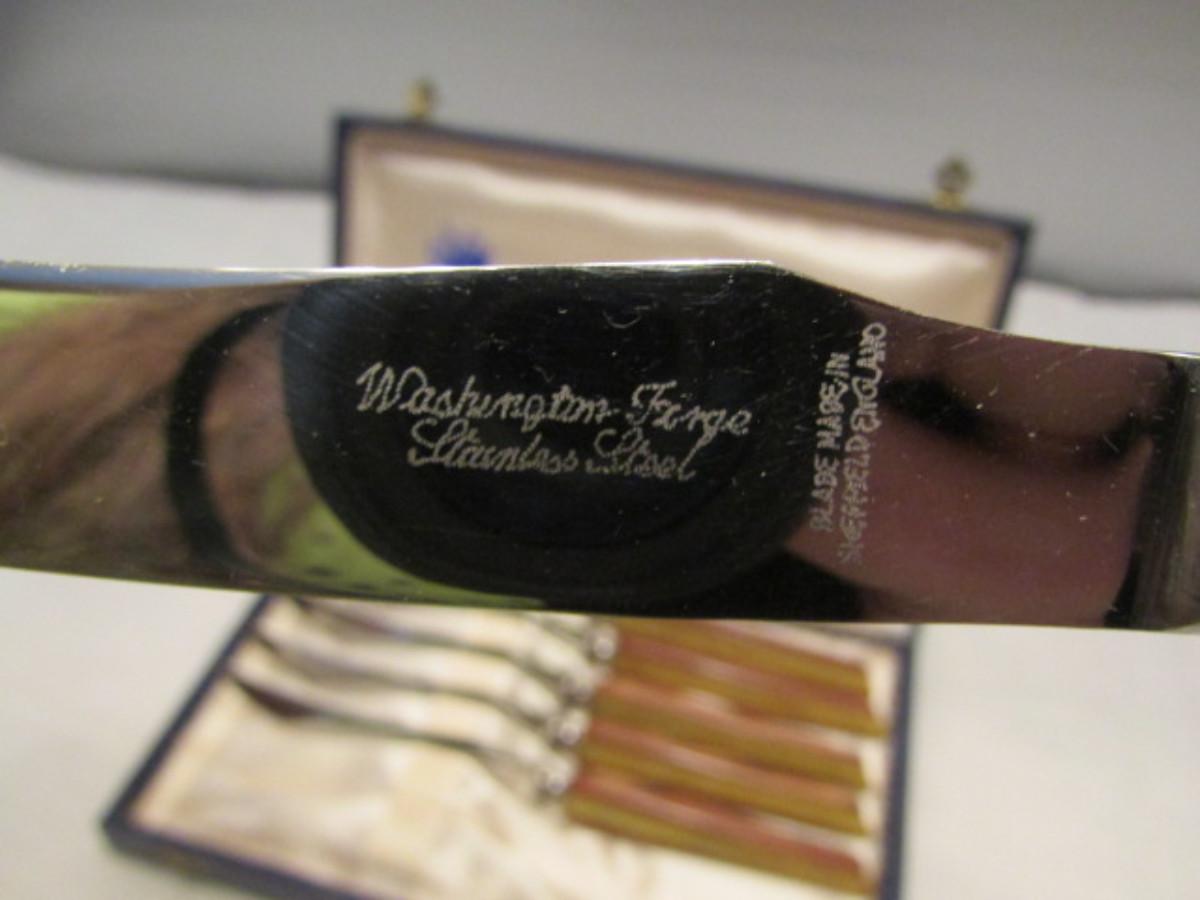 Washington Forge
Stainless Steel
BLADE MADE IN
SHEFFIELD ENGLAND